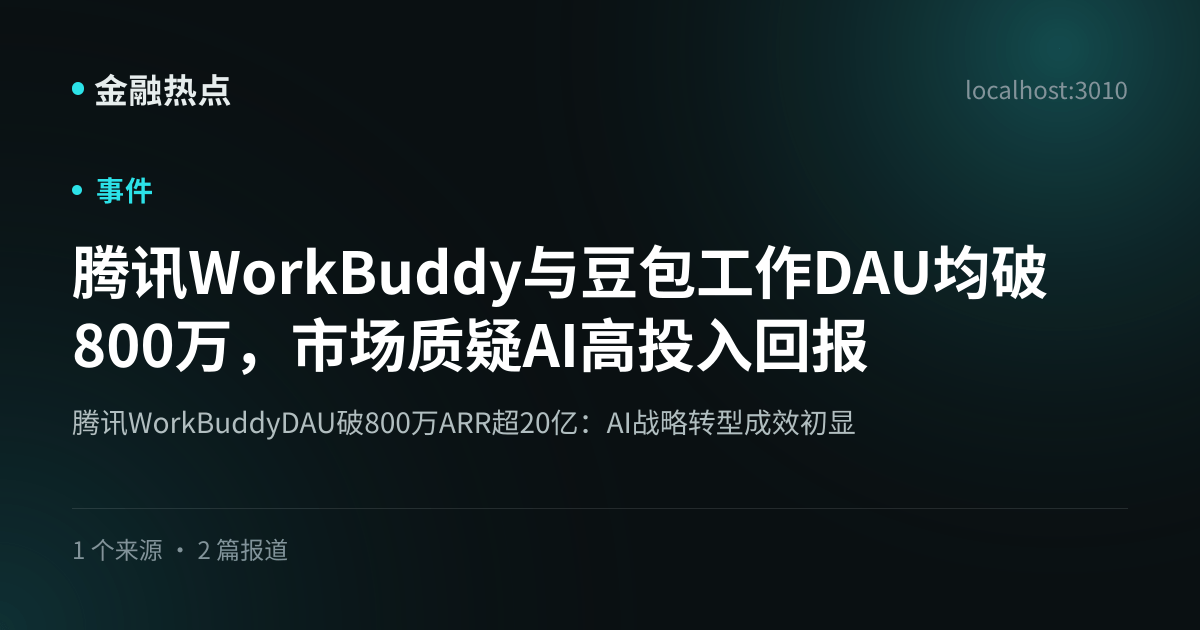 金融热点
localhost:3010
事件
腾讯WorkBuddy与豆包工作DAU均破
800万，市场质疑AI高投入回报
腾讯WorkBuddyDAU破800万ARR超20亿：AI战略转型成效初显
1 个来源 · 2 篇报道